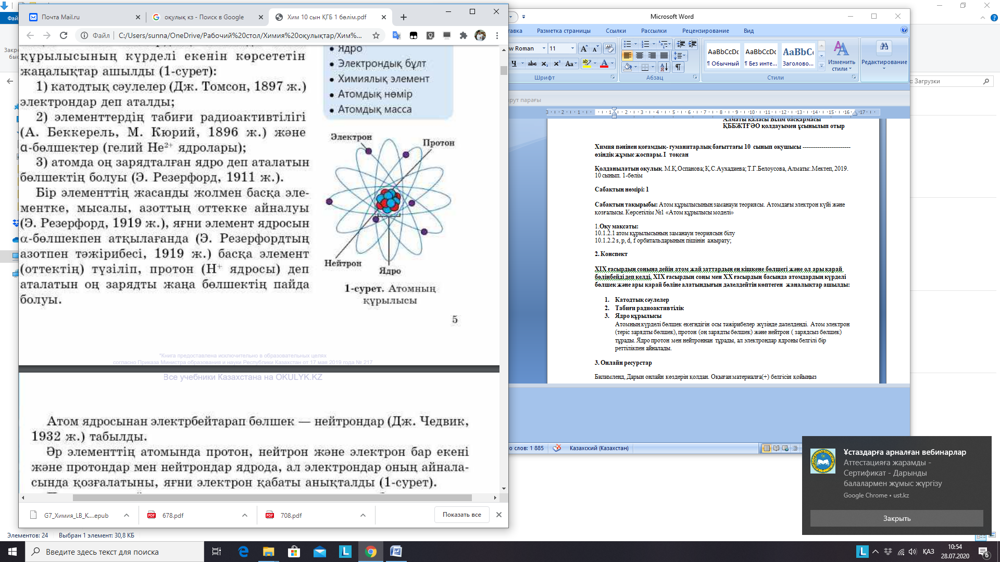 Почта Mail.ru
оқулық кз - Поиск в Google
Хим 10 сын ҚГБ 1 бөлім.pdf
Файл
C:/Users/sunna/OneDrive/Рабочий%20стол/Химия%20оқулықтар/Хим%...
құрылысының күрделі екенін көрсететін
жаңалықтар ашылды (1-сурет):
1) катодтық сәулелер (Дж. Томсон, 1897 ж.)
электрондар деп аталды;
2) элементтердің табиғи радиоактивтілігі
(А. Беккерель, М. Кюрий, 1896 ж.) және
α-бөлшектер (гелий He²⁺ ядролары);
3) атомда оң зарядталған ядро деп аталатын
бөлшектің болуы (Э. Резерфорд, 1911 ж.).
Бір элементтің жасанды жолмен басқа эле-
ментке, мысалы, азоттың оттекке айналуы
(Э. Резерфорд, 1919 ж.), яғни элемент ядросын
α-бөлшекпен атқылағанда (Э. Резерфордтың
азотпен тәжірибесі, 1919 ж.) басқа элемент
(оттектің) түзіліп, протон (H⁺ ядросы) деп
аталатын оң зарядты жаңа бөлшектің пайда
болуы.
• Ядро
• Электрондық бұлт
• Химиялық элемент
• Атомдық нөмір
• Атомдық масса
Электрон
Протон
Нейтрон
Ядро
1-сурет. Атомның
құрылысы
5
*Книга предоставлена исключительно в образовательных целях
согласно Приказа Министра образования и науки Республики Казахстан от 17 мая 2019 года № 217
Все учебники Казахстана на OKULYK.KZ
Атом ядросынан электрбейтарап бөлшек — нейтрондар (Дж. Чедвик,
1932 ж.) табылды.
Әр элементтің атомында протон, нейтрон және электрон бар екені
және протондар мен нейтрондар ядрода, ал электрондар оның айнала-
сында қозғалатыны, яғни электрон қабаты анықталды (1-сурет).
G7_Химия_LB_K....epub
678.pdf
708.pdf
Показать все
Элементов: 24
Выбран 1 элемент: 30,8 КБ
Microsoft Word
Разметка страницы
Ссылки
Рассылки
Рецензирование
Вид
w Roman
11
Шрифт
Абзац
AaBbCcDc
¶ Обычный
AaBbCcDc
¶ Без инте...
AaBbCc
Заголово...
Изменить
стили
Редактирование
Стили
рут парағы
Загрузки
Алматы қаласы Білім басқармасы
ҚББЖТҒӘО қолдауымен ұсынылып отыр
Химия пәнінен қоғамдық- гуманитарлық бағыттағы 10 сынып оқушысы -----------------------
өзіндік жұмыс жоспары. I тоқсан
Қолданылатын оқулық. М.Қ.Оспанова; Қ.С.Аухадиева; Т.Г.Белоусова, Алматы:.Мектеп, 2019.
10 сынып. 1-бөлім
Сабақтың нөмірі: 1
Сабақтың тақырыбы: Атом құрылысының заманауи теориясы. Атомдағы электрон күйі және
қозғалысы. Көрсетілім №1 «Атом құрылысы моделі»
1.Оқу мақсаты:
10.1.2.1 атом құрылысының заманауи теориясын білу
10.1.2.2 s, p, d, f орбитальдарының пішінін ажырату;
2. Конспект
XIX ғасырдың соңына дейін атом жай заттардың ең кішкене бөлшегі және ол ары қарай
бөлінбейді деп келді. XIX ғасырдың соңы мен XX ғасырдың басында атомдардың күрделі
бөлшек және ары қарай бөліне алатындығын дәлелдейтін көптеген жаңалықтар ашылды:
1. Катодтық сәулелер
2. Табиғи радиоактивтілік
3. Ядро құрылысы
Атомның күрделі бөлшек екегндігін осы тәжірибелер жүзінде дәлелденді. Атом электрон
(теріс зарядты бөлшек), протон (оң зарядты бөлшек) және нейтрон ( зарядсыз бөлшек)
тұрады. Ядро протон мен нейтроннан тұрады, ал электрондар ядроны белгілі бір
реттілікпен айналады.
3. Онлайн ресурстар
Билимленд, Дарын онлайн көздерін қолдан. Оқыған материалға(+) белгісін қойыңыз
о слов: 1 885
Казахский (Казахстан)
Ұстаздарға арналған вебинарлар
Аттестацияға жарамды -
Сертификат - Дарынды
балалармен жұмыс жүргізу
Google Chrome • ust.kz
Закрыть
Введите здесь текст для поиска
ҚАЗ
10:54
28.07.2020
6